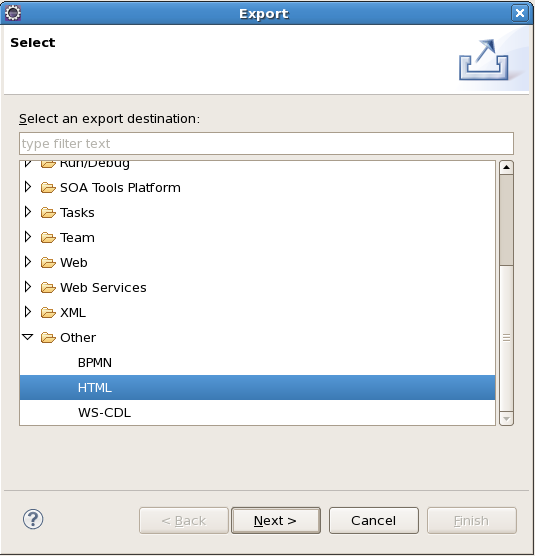 Export
Select
Select an export destination:
type filter text
Run/Debug
SOA Tools Platform
Tasks
Team
Web
Web Services
XML
Other
BPMN
HTML
WS-CDL
?
< Back
Next >
Cancel
Finish